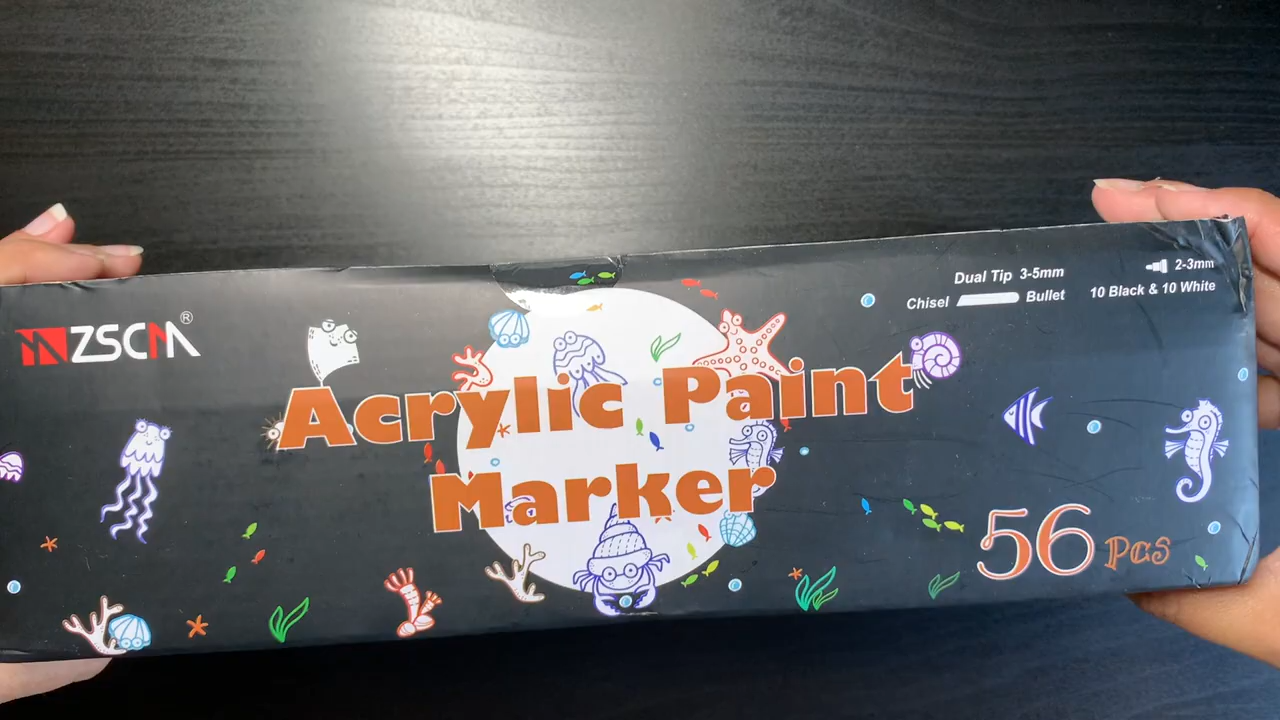 ZSCM®
Dual Tip 3-5mm
Chisel Bullet
2-3mm
10 Black & 10 White
Acrylic Paint
Marker
56 Pcs